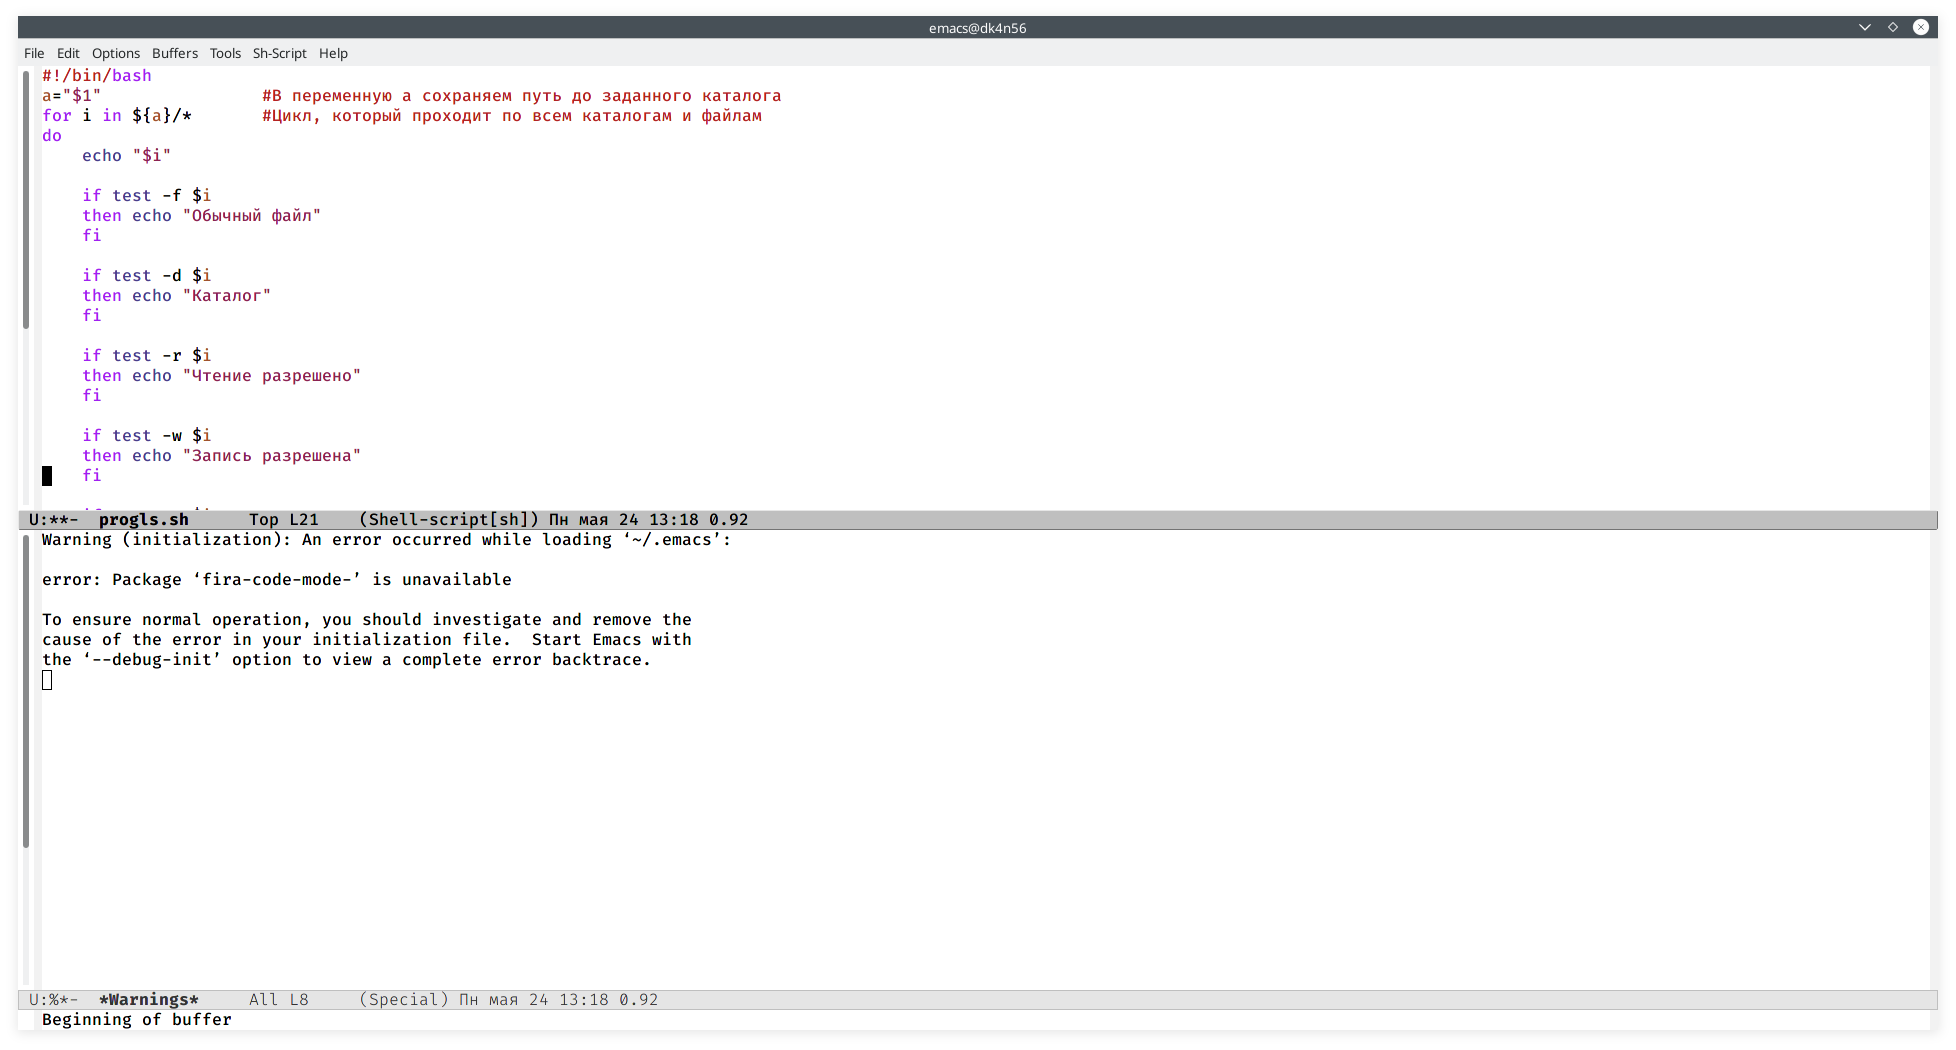 emacs@dk4n56
File Edit Options Buffers Tools Sh-Script Help
#!/bin/bash
a="$1" #В переменную а сохраняем путь до заданного каталога
for i in ${a}/* #Цикл, который проходит по всем каталогам и файлам
do
echo "$i"
if test -f $i
then echo "Обычный файл"
fi
if test -d $i
then echo "Каталог"
fi
if test -r $i
then echo "Чтение разрешено"
fi
if test -w $i
then echo "Запись разрешена"
fi
U:**- progls.sh Top L21 (Shell-script[sh]) Пн мая 24 13:18 0.92
Warning (initialization): An error occurred while loading ‘~/.emacs’:
error: Package ‘fira-code-mode-’ is unavailable
To ensure normal operation, you should investigate and remove the
cause of the error in your initialization file. Start Emacs with
the ‘--debug-init’ option to view a complete error backtrace.
U:%*- *Warnings* All L8 (Special) Пн мая 24 13:18 0.92
Beginning of buffer